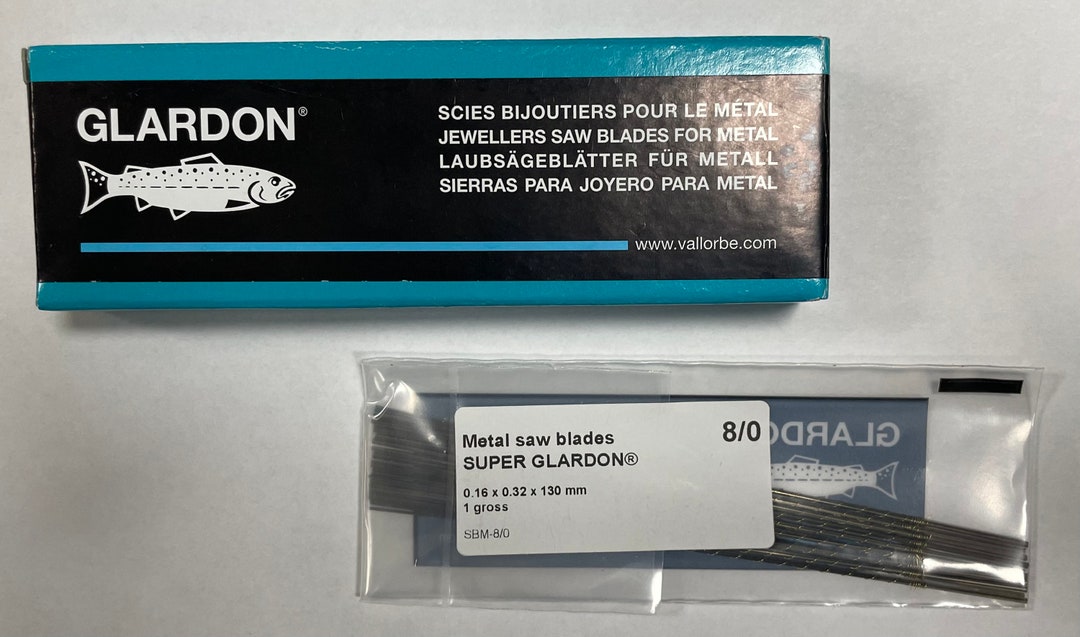 GLARDON®
SCIES BIJOUTIERS POUR LE MÉTAL
JEWELLERS SAW BLADES FOR METAL
LAUBSÄGEBLÄTTER FÜR METALL
SIERRAS PARA JOYERO PARA METAL
www.vallorbe.com
Metal saw blades
SUPER GLARDON®
8/0
0.16 x 0.32 x 130 mm
1 gross
SBM-8/0
GLARDO